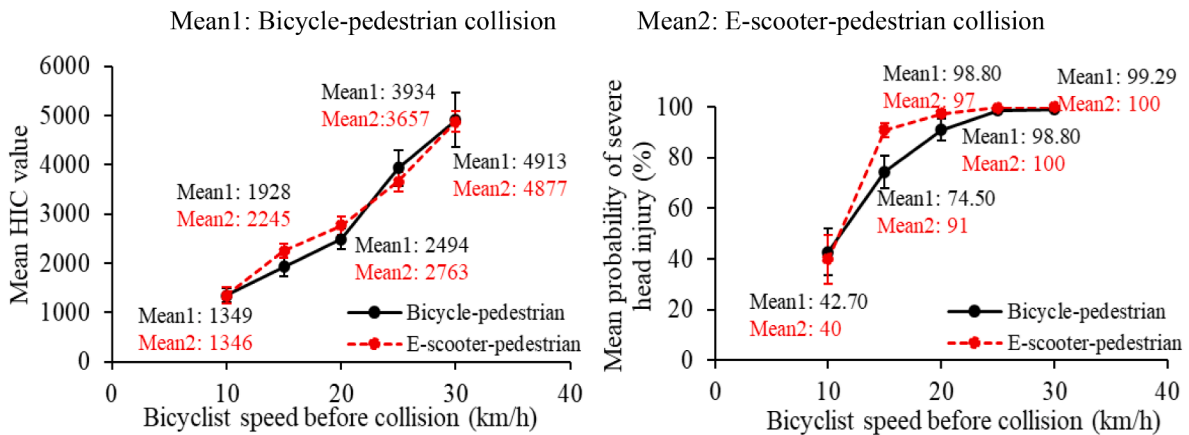 Mean1: Bicycle-pedestrian collision
Mean2: E-scooter-pedestrian collision
Mean HIC value
6000
5000
4000
3000
2000
1000
0
Mean1: 3934
Mean2:3657
Mean1: 1928
Mean2: 2245
Mean1: 4913
Mean2: 4877
Mean1: 2494
Mean2: 2763
Mean1: 1349
Mean2: 1346
Bicycle-pedestrian
E-scooter-pedestrian
0
10
20
30
40
Bicyclist speed before collision (km/h)
Mean probability of severe
head injury (%)
100
80
60
40
20
0
Mean1: 98.80
Mean2: 97
Mean1: 99.29
Mean2: 100
Mean1: 98.80
Mean2: 100
Mean1: 74.50
Mean2: 91
Mean1: 42.70
Mean2: 40
Bicycle-pedestrian
E-scooter-pedestrian
0
10
20
30
40
Bicyclist speed before collision (km/h)